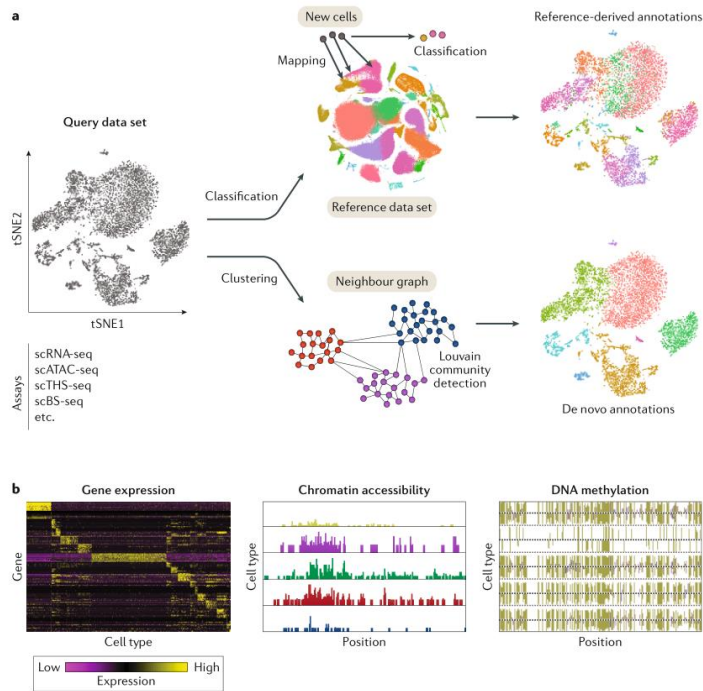 a
New cells
Mapping
Classification
Reference-derived annotations
Query data set
tSNE2
tSNE1
Classification
Clustering
Reference data set
Neighbour graph
Louvain
community
detection
De novo annotations
Assays
scRNA-seq
scATAC-seq
scTHS-seq
scBS-seq
etc.
b
Gene expression
Gene
Cell type
Low
High
Expression
Chromatin accessibility
Cell type
Position
DNA methylation
Cell type
Position